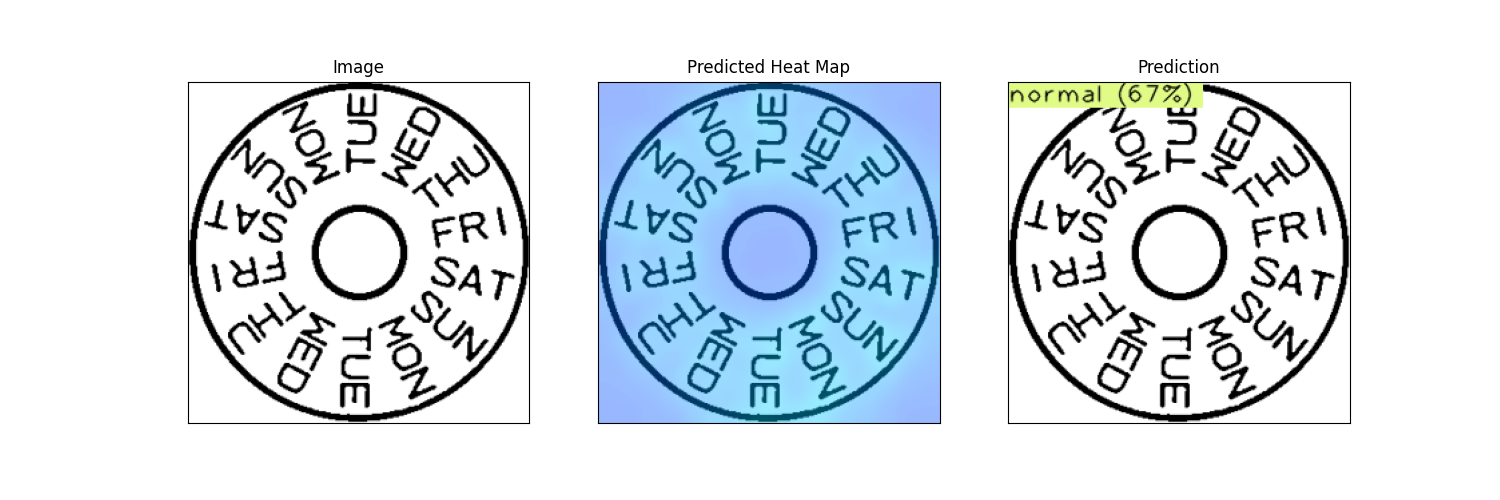 Image
Predicted Heat Map
Prediction
TUE
WED
THU
FRI
SAT
SUN
MON
TUE
WED
THU
FRI
SAT
SUN
MON
TUE
WED
THU
FRI
SAT
SUN
MON
TUE
WED
THU
FRI
SAT
SUN
MON
normal (67%)
TUE
WED
THU
FRI
SAT
SUN
MON
TUE
WED
THU
FRI
SAT
SUN
MON